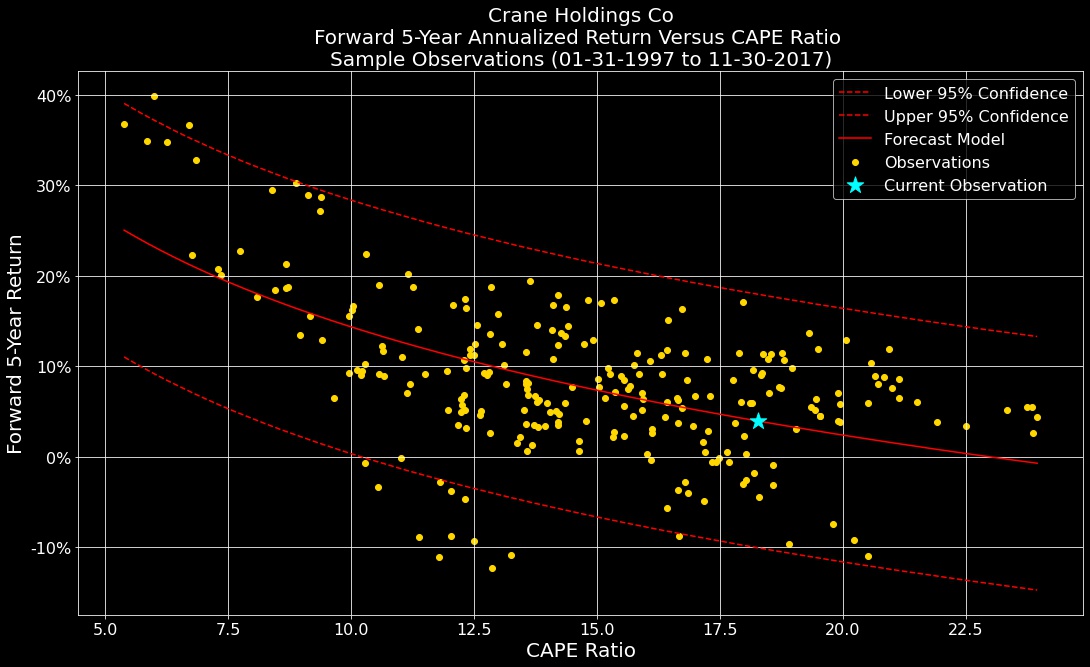 Crane Holdings Co
Forward 5-Year Annualized Return Versus CAPE Ratio
Sample Observations (01-31-1997 to 11-30-2017)
Lower 95% Confidence
Upper 95% Confidence
Forecast Model
Observations
Current Observation
Forward 5-Year Return
40%
30%
20%
10%
0%
-10%
5.0 7.5 10.0 12.5 15.0 17.5 20.0 22.5
CAPE Ratio